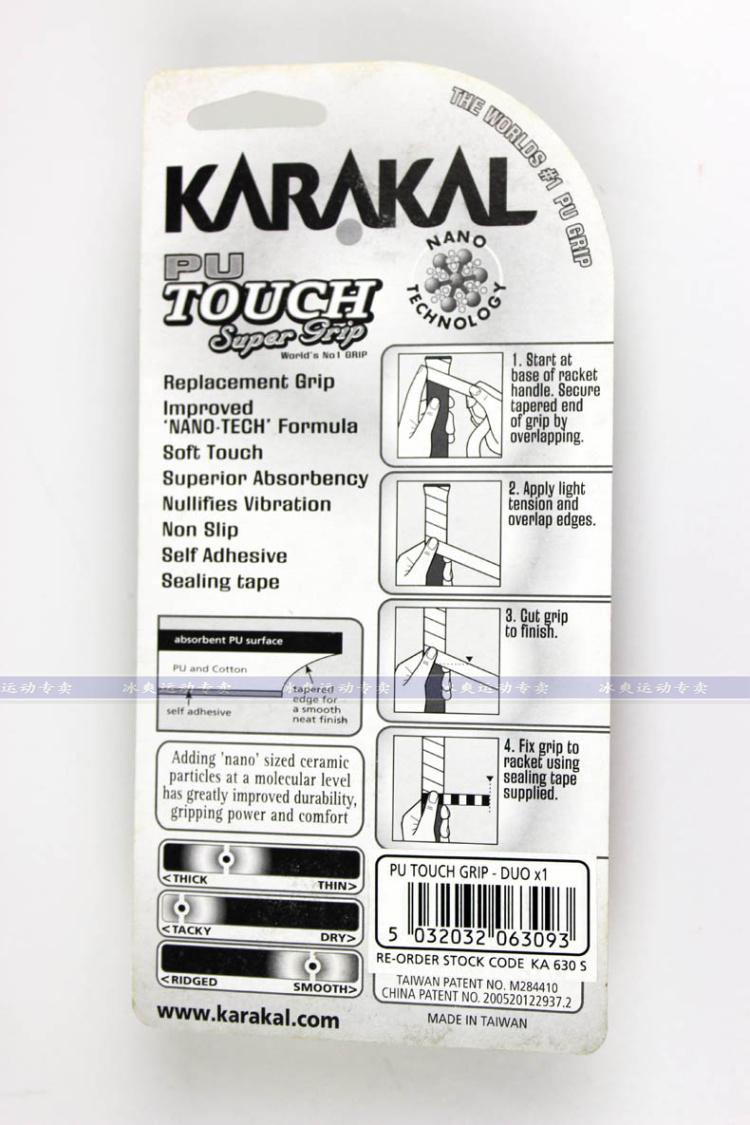 THE WORLDS #1 PU GRIP
KARAKAL
NANO
TECHNOLOGY
PU
TOUCH
Super Grip
World's No1 GRIP
Replacement Grip
Improved
'NANO-TECH' Formula
Soft Touch
Superior Absorbency
Nullifies Vibration
Non Slip
Self Adhesive
Sealing tape
1. Start at
base of racket
handle. Secure
tapered end
of grip by
overlapping.
2. Apply light
tension and
overlap edges.
3. Cut grip
to finish.
4. Fix grip to
racket using
sealing tape
supplied.
absorbent PU surface
PU and Cotton
self adhesive
tapered
edge for
a smooth
neat finish
运动专卖 冰爽运动专卖 冰爽运动专卖 冰爽运动专卖 冰爽运动专卖
Adding 'nano' sized ceramic
particles at a molecular level
has greatly improved durability,
gripping power and comfort
<THICK THIN>
<TACKY DRY>
<RIDGED SMOOTH>
www.karakal.com
PU TOUCH GRIP - DUO x1
5 032032 063093
RE-ORDER STOCK CODE KA 630 S
TAIWAN PATENT NO. M284410
CHINA PATENT NO. 200520122937.2
MADE IN TAIWAN